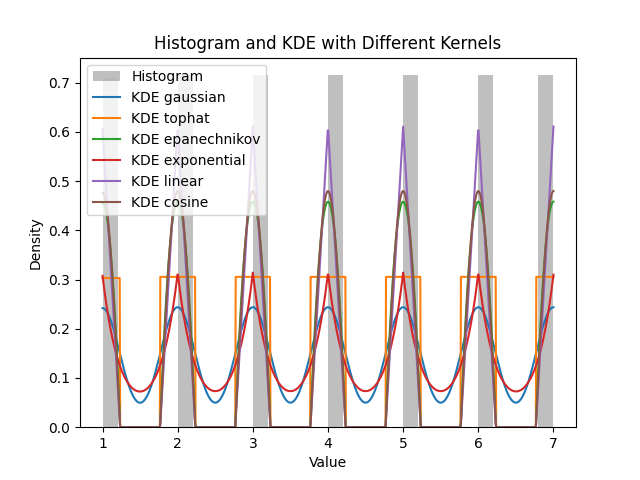 Histogram and KDE with Different Kernels
Histogram
KDE gaussian
KDE tophat
KDE epanechnikov
KDE exponential
KDE linear
KDE cosine
Density
0.7
0.6
0.5
0.4
0.3
0.2
0.1
0.0
1 2 3 4 5 6 7
Value